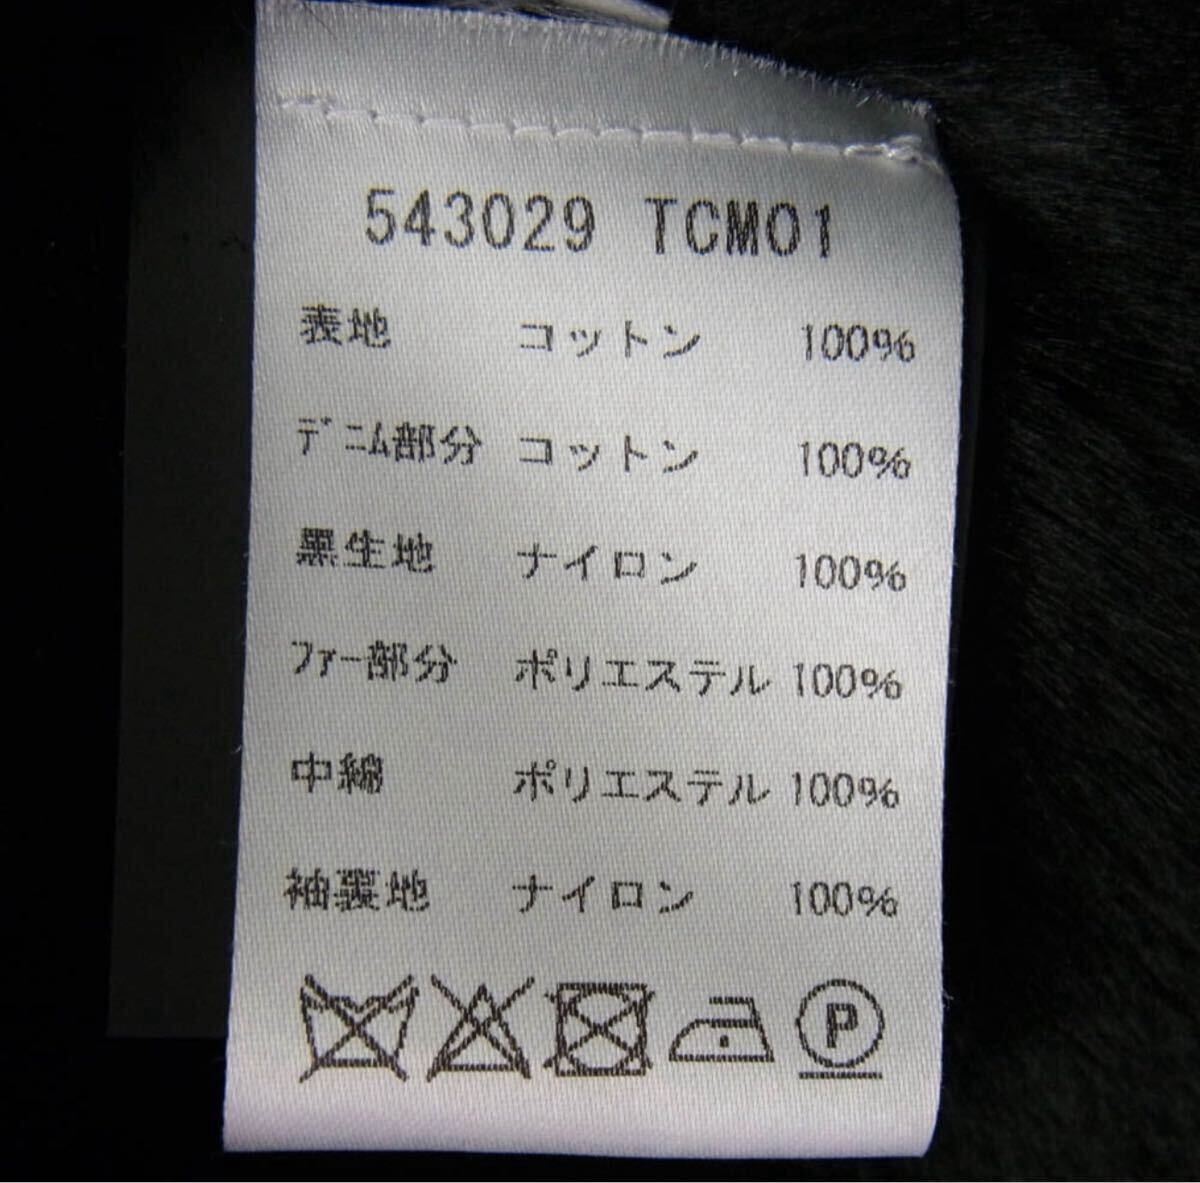 543029 TCM01
表地 コットン 100%
ﾃﾞﾆﾑ部分 コットン 100%
黒生地 ナイロン 100%
ﾌｧｰ部分 ポリエステル 100%
中綿 ポリエステル 100%
袖裏地 ナイロン 100%
P